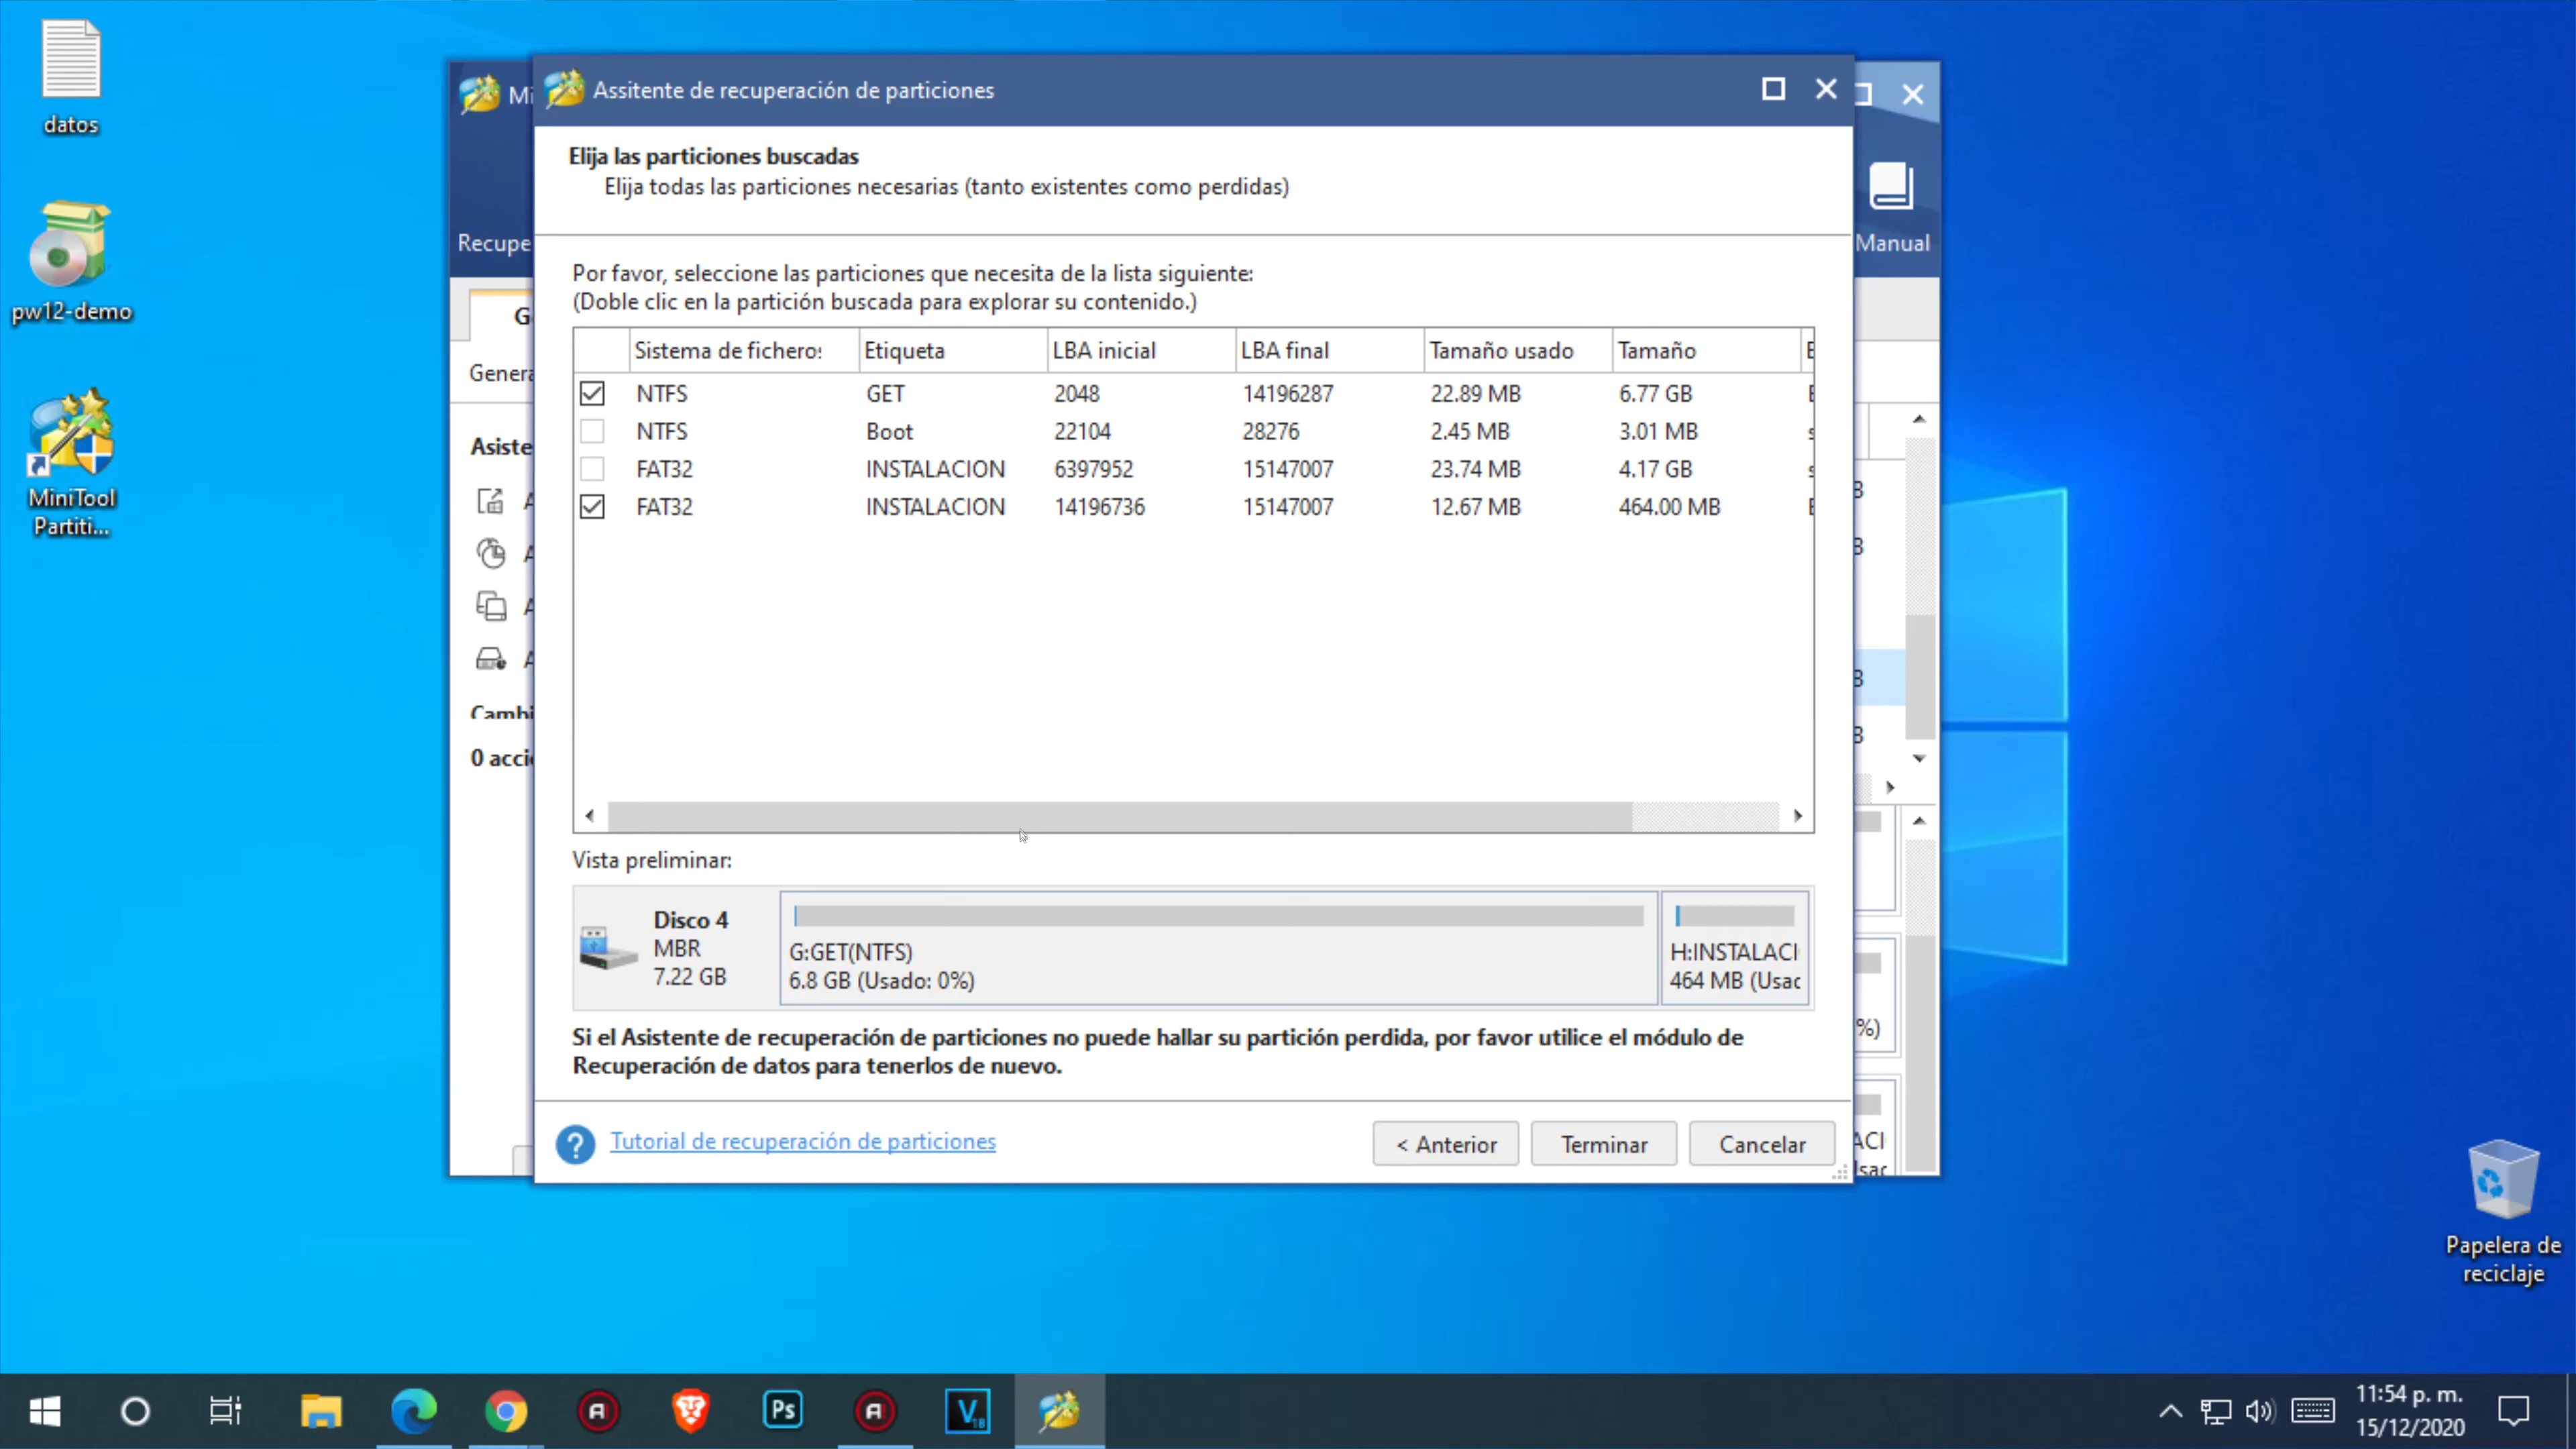 datos
pw12-demo
MiniTool
Partiti...
Mi
Assitente de recuperación de particiones
Recupe
Manual
Elija las particiones buscadas
Elija todas las particiones necesarias (tanto existentes como perdidas)
G
Genera
Asiste
Cambi
0 acci
Por favor, seleccione las particiones que necesita de la lista siguiente:
(Doble clic en la partición buscada para explorar su contenido.)
Sistema de ficheros Etiqueta LBA inicial LBA final Tamaño usado Tamaño
NTFS GET 2048 14196287 22.89 MB 6.77 GB
NTFS Boot 22104 28276 2.45 MB 3.01 MB
FAT32 INSTALACION 6397952 15147007 23.74 MB 4.17 GB
FAT32 INSTALACION 14196736 15147007 12.67 MB 464.00 MB
Vista preliminar:
Disco 4
MBR
7.22 GB
G:GET(NTFS)
6.8 GB (Usado: 0%)
H:INSTALACI
464 MB (Usac
%)
Si el Asistente de recuperación de particiones no puede hallar su partición perdida, por favor utilice el módulo de
Recuperación de datos para tenerlos de nuevo.
? Tutorial de recuperación de particiones
< Anterior
Terminar
Cancelar
ACI
Papelera de
reciclaje
Ps
V
18
11:54 p. m.
15/12/2020